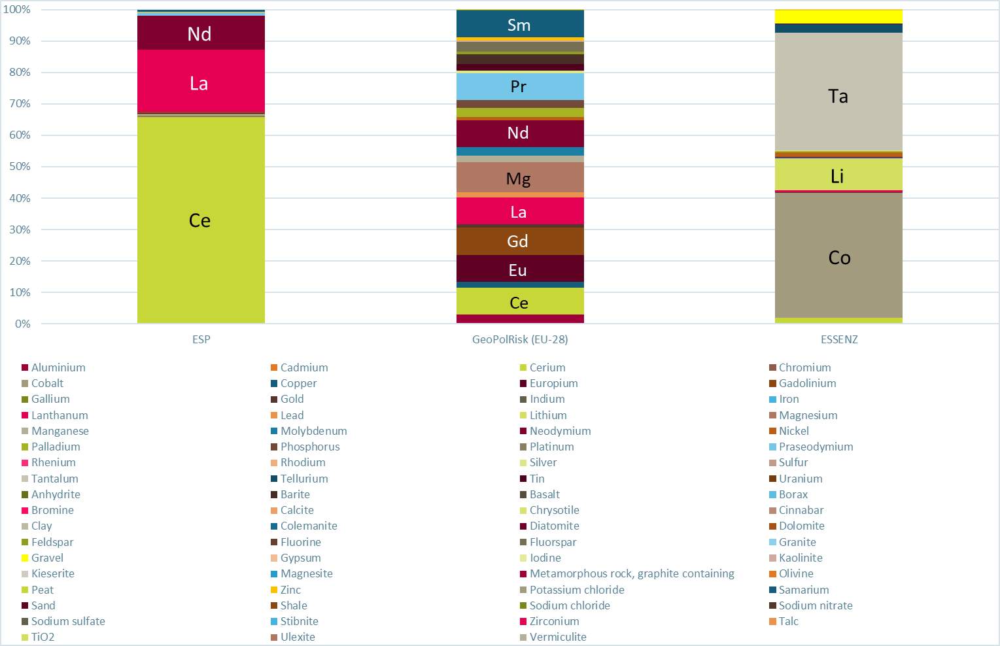 100%
90%
80%
70%
60%
50%
40%
30%
20%
10%
0%
Nd
La
Ce
Sm
Pr
Nd
Mg
La
Gd
Eu
Ce
Ta
Li
Co
ESP GeoPolRisk (EU-28) ESSENZ
Aluminium Cadmium Cerium Chromium
Cobalt Copper Europium Gadolinium
Gallium Gold Indium Iron
Lanthanum Lead Lithium Magnesium
Manganese Molybdenum Neodymium Nickel
Palladium Phosphorus Platinum Praseodymium
Rhenium Rhodium Silver Sulfur
Tantalum Tellurium Tin Uranium
Anhydrite Barite Basalt Borax
Bromine Calcite Chrysotile Cinnabar
Clay Colemanite Diatomite Dolomite
Feldspar Fluorine Fluorspar Granite
Gravel Gypsum Iodine Kaolinite
Kieserite Magnesite Metamorphous rock, graphite containing Olivine
Peat Zinc Potassium chloride Samarium
Sand Shale Sodium chloride Sodium nitrate
Sodium sulfate Stibnite Zirconium Talc
TiO2 Ulexite Vermiculite